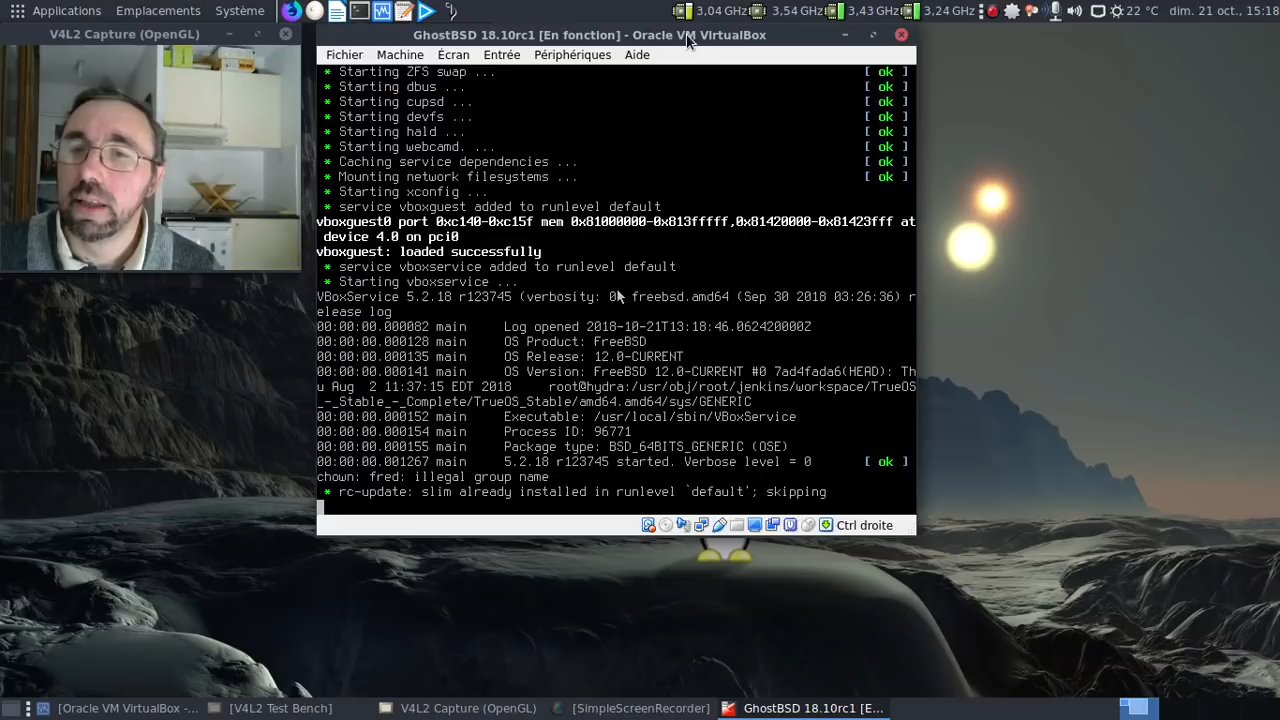 Applications Emplacements Système 3,04 GHz 3,54 GHz 3,43 GHz 3,24 GHz 22 °C dim. 21 oct., 15:18
V4L2 Capture (OpenGL)
GhostBSD 18.10rc1 [En fonction] - Oracle VM VirtualBox
Fichier Machine Écran Entrée Périphériques Aide
* Starting ZFS swap ... [ ok ]
* Starting dbus ... [ ok ]
* Starting cupsd ... [ ok ]
* Starting devfs ... [ ok ]
* Starting hald ... [ ok ]
* Starting webcamd. ... [ ok ]
* Caching service dependencies ... [ ok ]
* Mounting network filesystems ... [ ok ]
* Starting xconfig ...
* service vboxguest added to runlevel default
vboxguest0 port 0xc140-0xc15f mem 0x81000000-0x813fffff,0x81420000-0x81423fff at
device 4.0 on pci0
vboxguest: loaded successfully
* service vboxservice added to runlevel default
* Starting vboxservice ...
VBoxService 5.2.18 r123745 (verbosity: 0) freebsd.amd64 (Sep 30 2018 03:26:36) r
elease log
00:00:00.000082 main Log opened 2018-10-21T13:18:46.062420000Z
00:00:00.000128 main OS Product: FreeBSD
00:00:00.000135 main OS Release: 12.0-CURRENT
00:00:00.000141 main OS Version: FreeBSD 12.0-CURRENT #0 7ad4fada6(HEAD): Th
u Aug 2 11:37:15 EDT 2018 root@hydra:/usr/obj/root/jenkins/workspace/TrueOS
_-_Stable_-_Complete/TrueOS_Stable/amd64.amd64/sys/GENERIC
00:00:00.000152 main Executable: /usr/local/sbin/VBoxService
00:00:00.000154 main Process ID: 96771
00:00:00.000155 main Package type: BSD_64BITS_GENERIC (OSE)
00:00:00.001267 main 5.2.18 r123745 started. Verbose level = 0 [ ok ]
chown: fred: illegal group name
* rc-update: slim already installed in runlevel `default'; skipping
Ctrl droite
[Oracle VM VirtualBox -... [V4L2 Test Bench] V4L2 Capture (OpenGL) [SimpleScreenRecorder] GhostBSD 18.10rc1 [E...